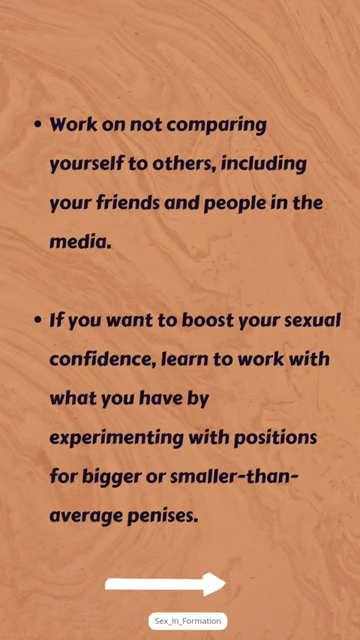 • Work on not comparing
yourself to others, including
your friends and people in the
media.
• If you want to boost your sexual
confidence, learn to work with
what you have by
experimenting with positions
for bigger or smaller-than-
average penises.
Sex_In_Formation